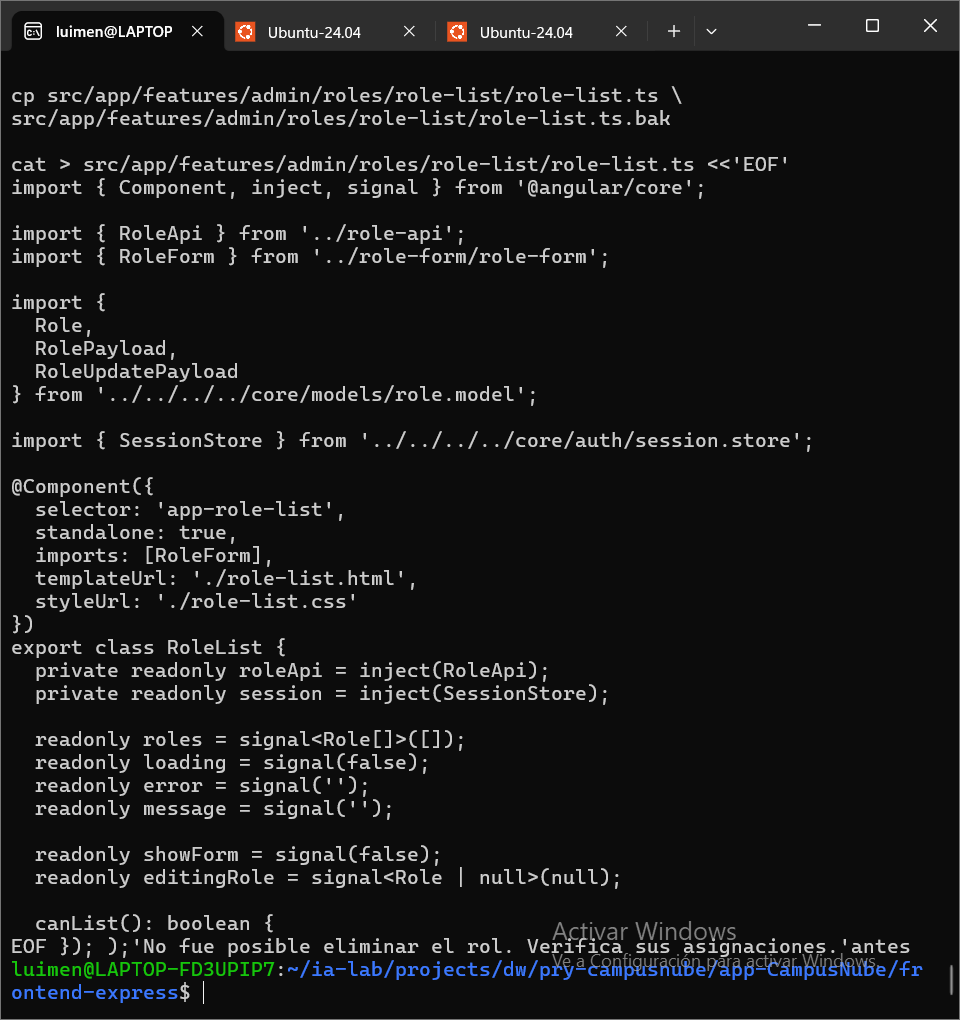 luimen@LAPTOP
Ubuntu-24.04
Ubuntu-24.04
cp src/app/features/admin/roles/role-list/role-list.ts \
src/app/features/admin/roles/role-list/role-list.ts.bak
cat > src/app/features/admin/roles/role-list/role-list.ts <<'EOF'
import { Component, inject, signal } from '@angular/core';
import { RoleApi } from '../role-api';
import { RoleForm } from '../role-form/role-form';
import {
  Role,
  RolePayload,
  RoleUpdatePayload
} from '../../../../core/models/role.model';
import { SessionStore } from '../../../../core/auth/session.store';
@Component({
  selector: 'app-role-list',
  standalone: true,
  imports: [RoleForm],
  templateUrl: './role-list.html',
  styleUrl: './role-list.css'
})
export class RoleList {
  private readonly roleApi = inject(RoleApi);
  private readonly session = inject(SessionStore);
  readonly roles = signal<Role[]>([]);
  readonly loading = signal(false);
  readonly error = signal('');
  readonly message = signal('');
  readonly showForm = signal(false);
  readonly editingRole = signal<Role | null>(null);
  canList(): boolean {
EOF }); );'No fue posible eliminar el rol. Verifica sus asignaciones.'antes
luimen@LAPTOP-FD3UPIP7:~/ia-lab/projects/dw/pry-campusnube/app-CampusNube/fr
ontend-express$
Activar Windows
Ve a Configuración para activar Windows.